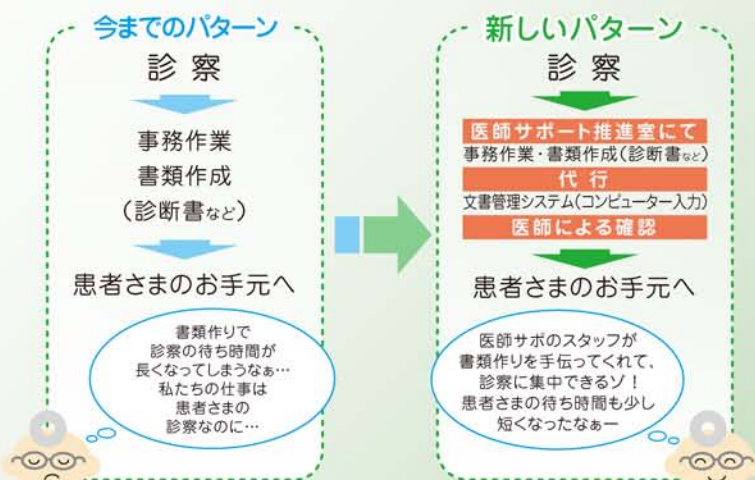 今までのパターン
診 察
事務作業
書類作成
（診断書など）
患者さまのお手元へ
書類作りで
診察の待ち時間が
長くなってしまうなぁ…
私たちの仕事は
患者さまの
診察なのに…
新しいパターン
診 察
医師サポート推進室にて
事務作業・書類作成（診断書など）
代 行
文書管理システム（コンピューター入力）
医師による確認
患者さまのお手元へ
医師サポのスタッフが
書類作りを手伝ってくれて、
診察に集中できるゾ！
患者さまの待ち時間も少し
短くなったなぁー